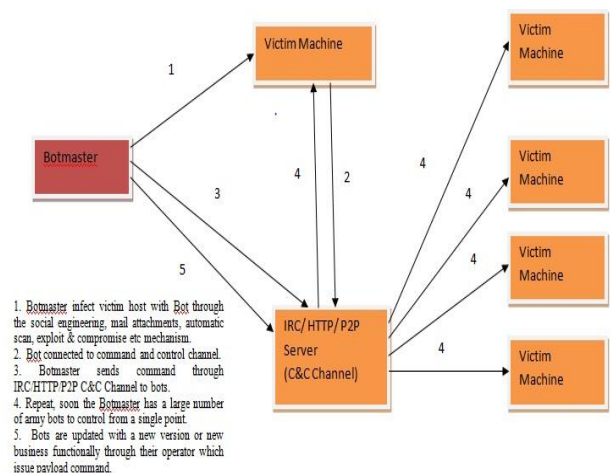 Victim Machine
Victim
Machine
1
Botmaster
4
2
3
4
4
Victim
Machine
5
4
Victim
Machine
IRC/ HTTP/ P2P
Server
(C&C Channel)
4
Victim
Machine
1. Botmaster infect victim host with Bot through
the social engineering, mail attachments, automatic
scan, exploit & compromise etc mechanism.
2. Bot connected to command and control channel.
3. Botmaster sends command through
IRC/HTTP/P2P C&C Channel to bots.
4. Repeat, soon the Botmaster has a large number
of army bots to control from a single point.
5. Bots are updated with a new version or new
business functionally through their operator which
issue payload command.